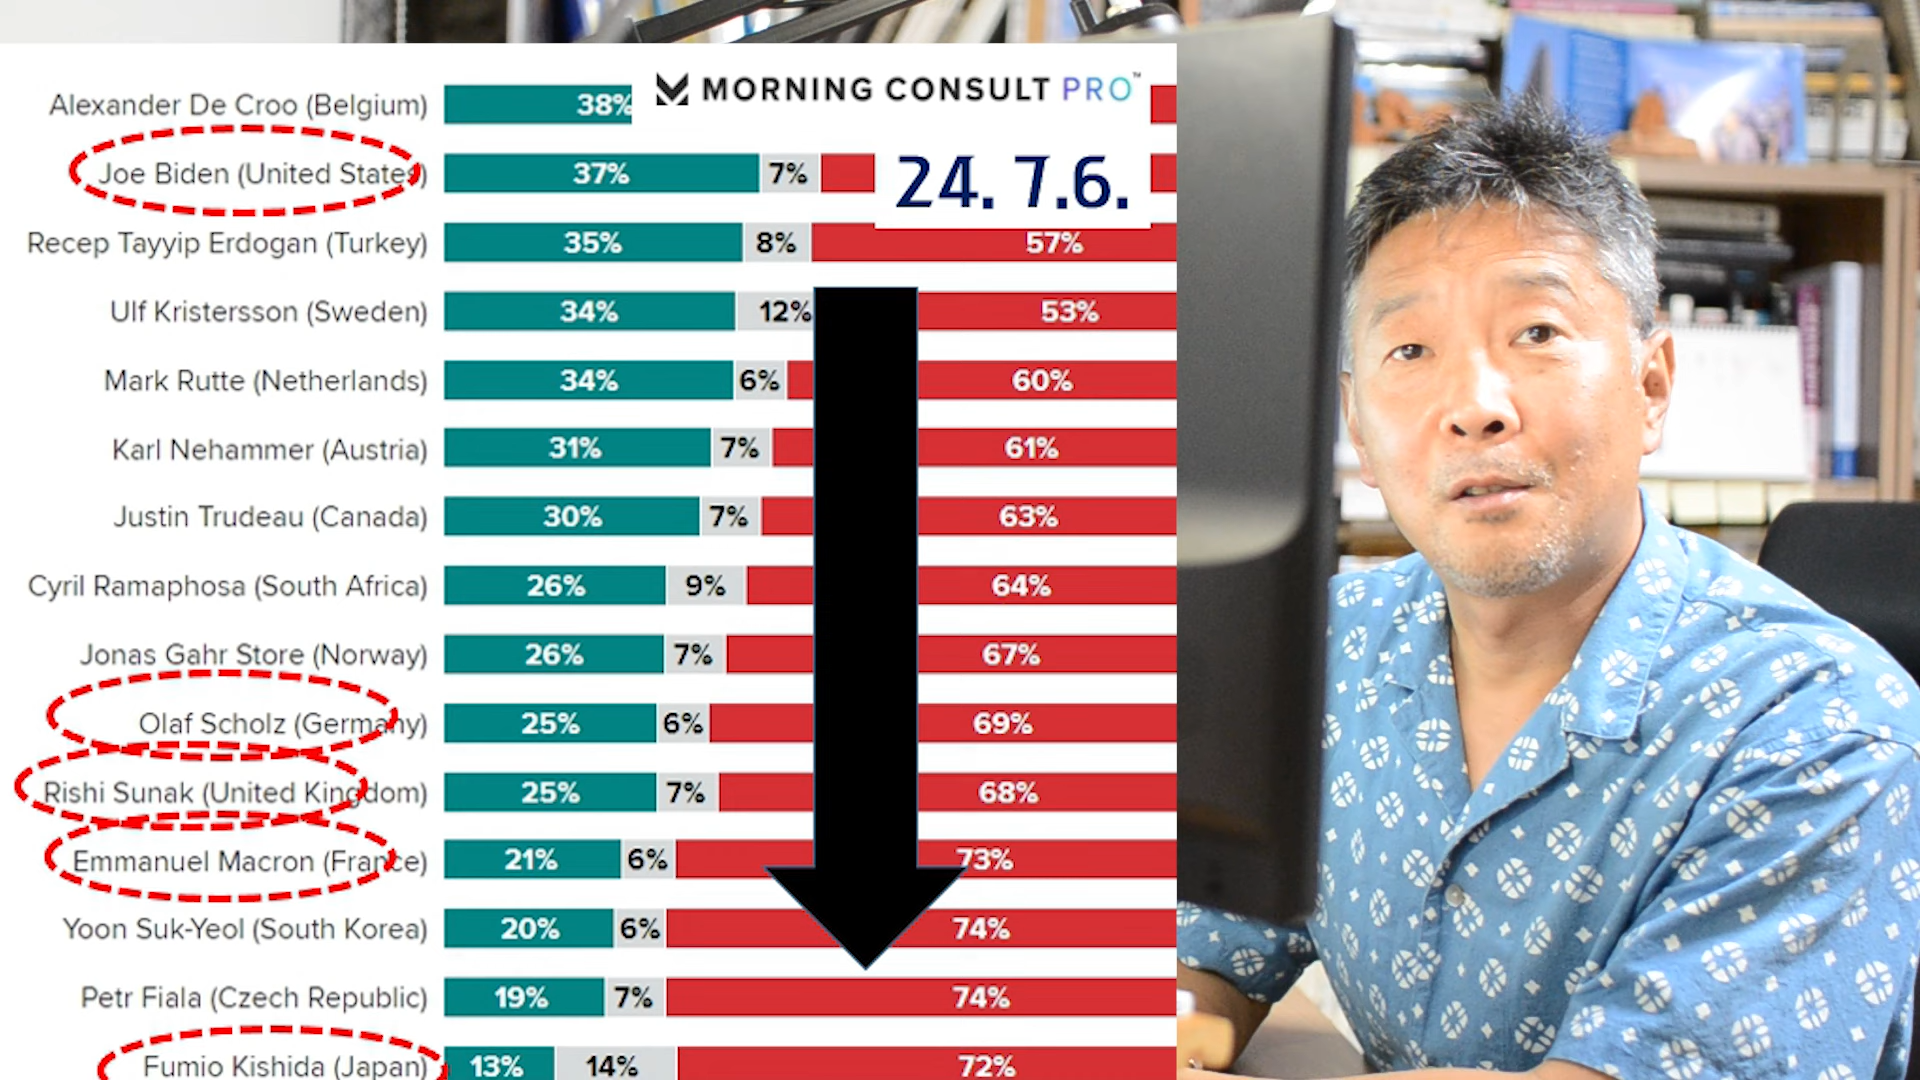 MORNING CONSULT PRO™
24. 7.6.
Alexander De Croo (Belgium) 38%
Joe Biden (United States) 37% 7%
Recep Tayyip Erdogan (Turkey) 35% 8% 57%
Ulf Kristersson (Sweden) 34% 12% 53%
Mark Rutte (Netherlands) 34% 6% 60%
Karl Nehammer (Austria) 31% 7% 61%
Justin Trudeau (Canada) 30% 7% 63%
Cyril Ramaphosa (South Africa) 26% 9% 64%
Jonas Gahr Store (Norway) 26% 7% 67%
Olaf Scholz (Germany) 25% 6% 69%
Rishi Sunak (United Kingdom) 25% 7% 68%
Emmanuel Macron (France) 21% 6% 73%
Yoon Suk-Yeol (South Korea) 20% 6% 74%
Petr Fiala (Czech Republic) 19% 7% 74%
Fumio Kishida (Japan) 13% 14% 72%